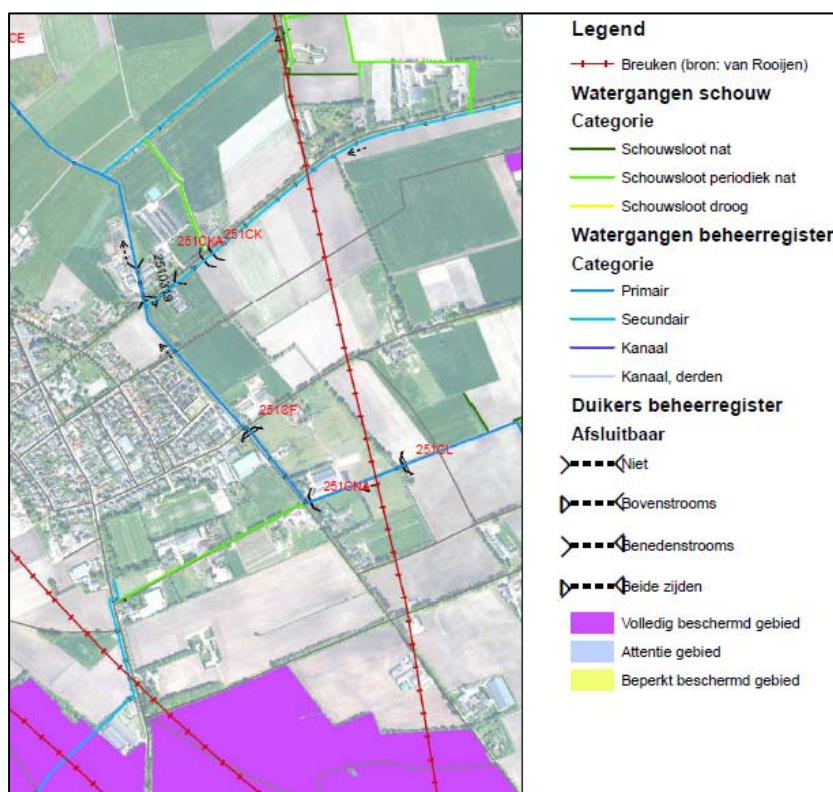 CE
251CKA
251CK
2510319
251CF
251CL
251CNA
Legend
Breuken (bron: van Rooijen)
Watergangen schouw
Categorie
Schouwsloot nat
Schouwsloot periodiek nat
Schouwsloot droog
Watergangen beheerregister
Categorie
Primair
Secundair
Kanaal
Kanaal, derden
Duikers beheerregister
Afsluitbaar
Niet
Bovenstrooms
Benedenstrooms
Beide zijden
Volledig beschermd gebied
Attentie gebied
Beperkt beschermd gebied